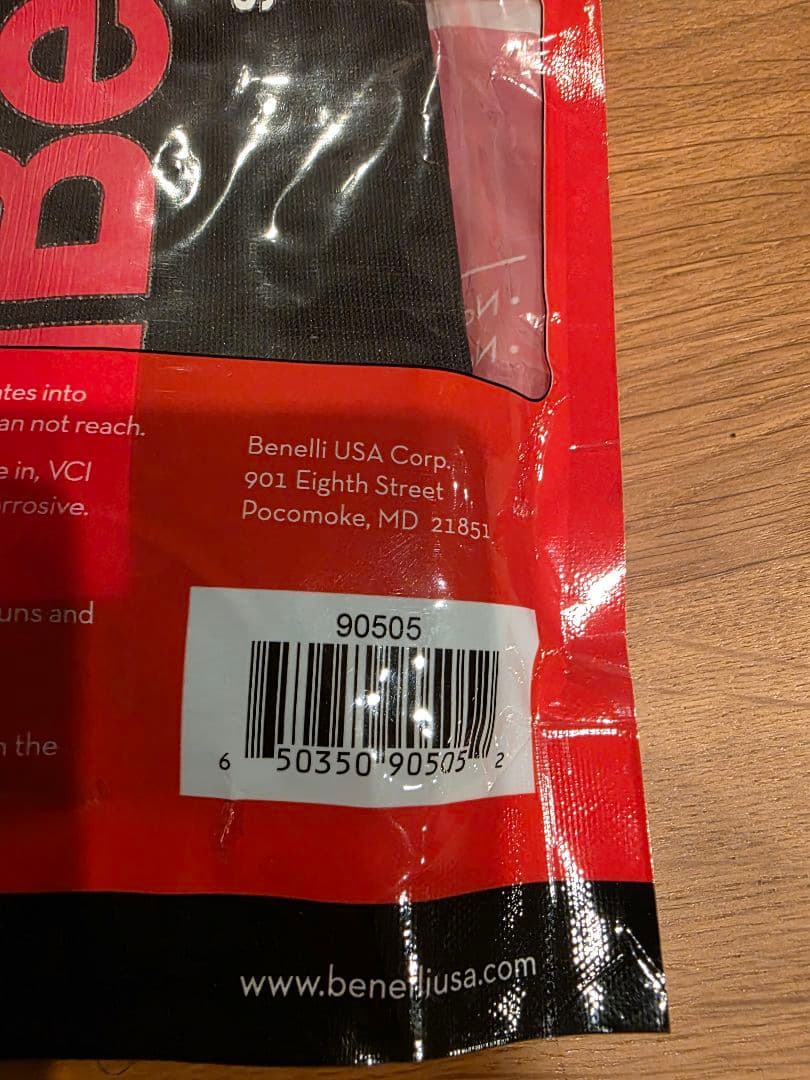 Be
ates into
an not reach.
e in, VCI
rrosive.
uns and
n the
Benelli USA Corp.
901 Eighth Street
Pocomoke, MD 21851
90505
6 50350 90505 2
www.benelliusa.com